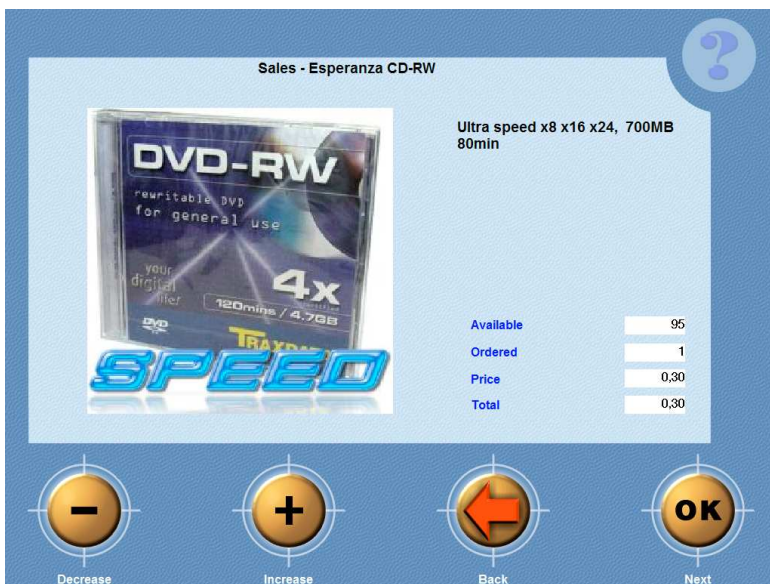 Sales - Esperanza CD-RW
?
DVD-RW
rewritable DVD
for general use
your
digital
life!
4x
120mins / 4.7GB
DVD
TRAXDATA
SPEED
Ultra speed x8 x16 x24,  700MB
80min
Available 95
Ordered 1
Price 0,30
Total 0,30
-
+
OK
Decrease
Increase
Back
Next